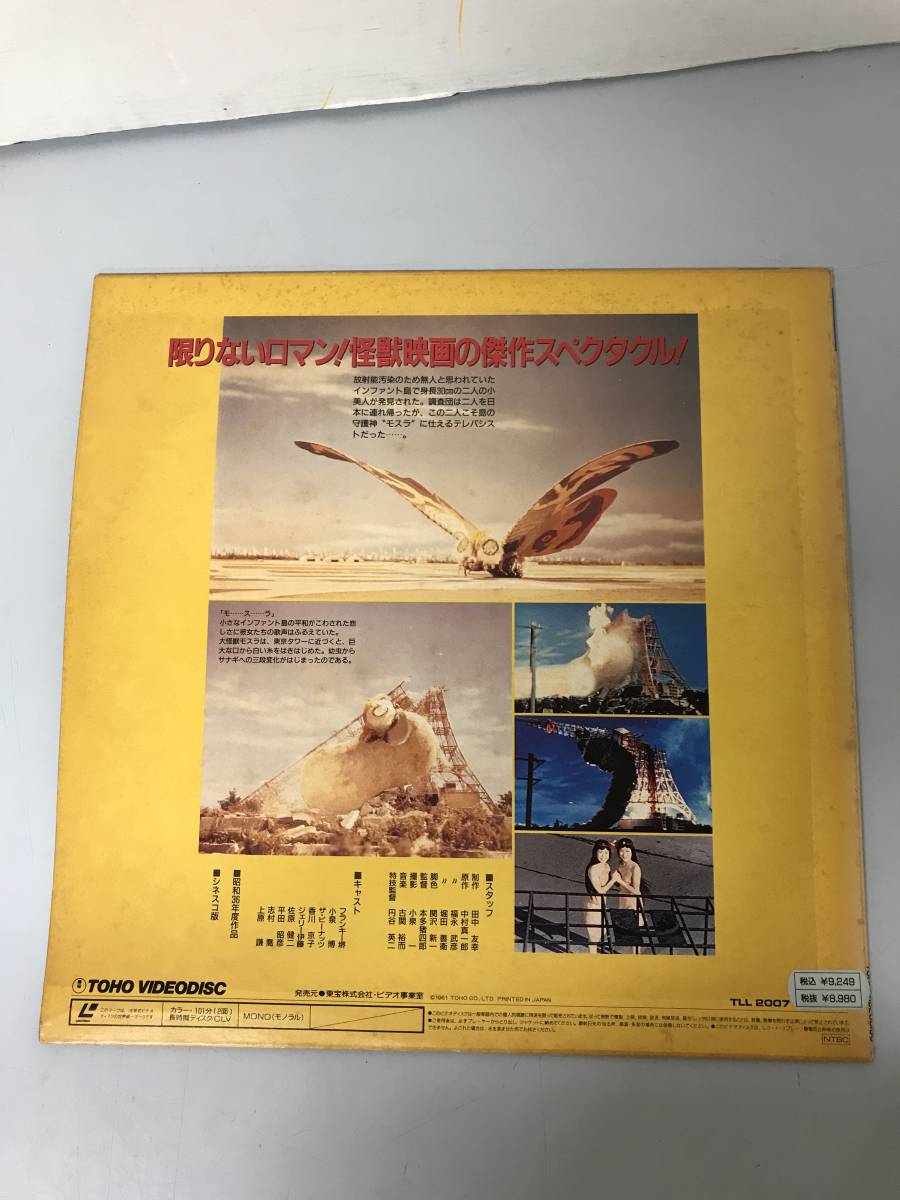 限りないロマン!怪獣映画の傑作スペクタクル!
放射能汚染のため無人と思われていた
インファント島で身長30cmの二人の小
美人が発見された。調査団は二人を日
本に連れ帰ったが、この二人こそ島の
守護神“モスラ”に仕えるテレパシス
トだった……。
「モ……ス……ラ」
小さなインファント島の平和がこわされた悲
しさに彼女たちの歌声はふるえていた。
大怪獣モスラは、東京タワーに近づくと、巨
大な口から白い糸をはきはじめた。幼虫から
サナギへの三段変化がはじまったのである。
■スタッフ
制作 田中 友幸
原作 中村真一郎
〃 福永 武彦
〃 堀田 善衛
脚色 関沢 新一
監督 本多猪四郎
撮影 小泉 一
音楽 古関 裕而
特技監督 円谷 英二
■キャスト
フランキー堺
小泉 博
ザ・ピーナッツ
香川 京子
ジェリー伊藤
佐原 健二
平田 昭彦
志村 喬
上原 謙
■昭和36年度作品
■シネスコ版
TOHO VIDEODISC
発売元●東宝株式会社・ビデオ事業室
©1961 TOHO CO., LTD. PRINTED IN JAPAN
TLL 2007
税込 ¥9,249
税抜 ¥8,980
カラー・101分(2面)
長時間ディスク/CLV
MONO(モノラル)
NTSC